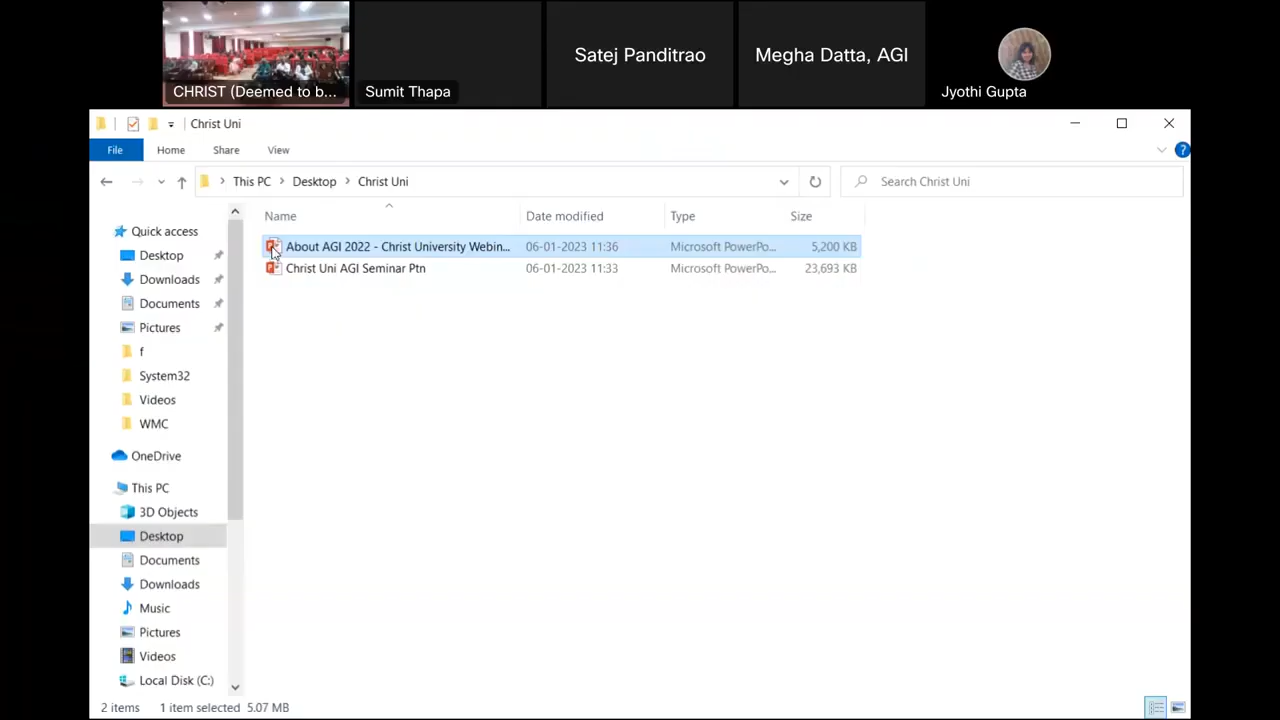 CHRIST (Deemed to b...
Sumit Thapa
Satej Panditrao
Megha Datta, AGI
Jyothi Gupta
Christ Uni
File Home Share View
This PC Desktop Christ Uni
Search Christ Uni
Name Date modified Type Size
About AGI 2022 - Christ University Webin... 06-01-2023 11:36 Microsoft PowerPo... 5,200 KB
Christ Uni AGI Seminar Ptn 06-01-2023 11:33 Microsoft PowerPo... 23,693 KB
Quick access
Desktop
Downloads
Documents
Pictures
f
System32
Videos
WMC
OneDrive
This PC
3D Objects
Desktop
Documents
Downloads
Music
Pictures
Videos
Local Disk (C:)
2 items 1 item selected 5.07 MB